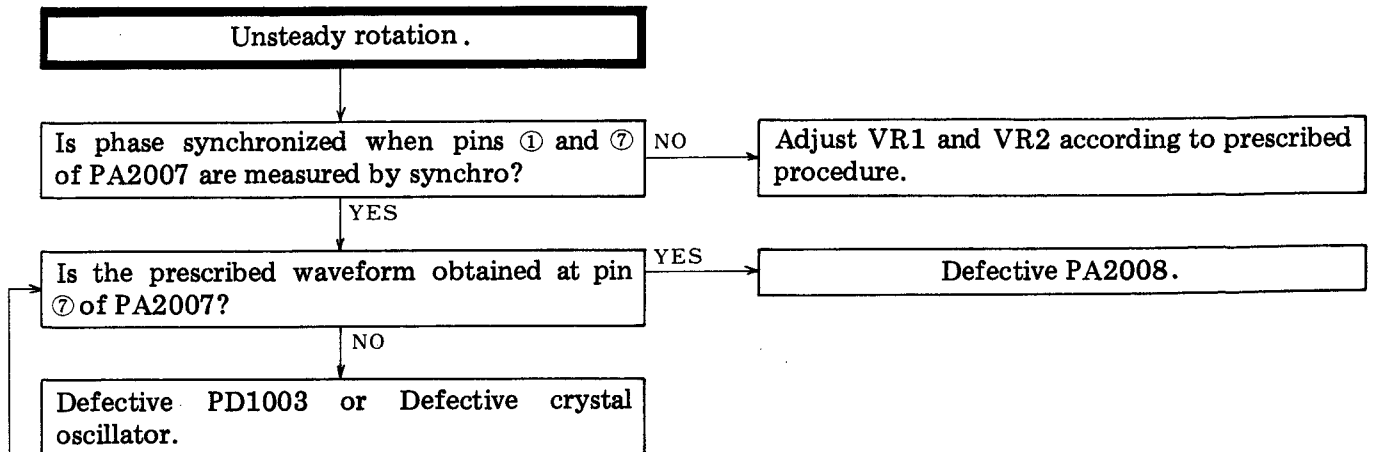 Unsteady rotation.
Is phase synchronized when pins ① and ⑦
of PA2007 are measured by synchro?
NO
Adjust VR1 and VR2 according to prescribed
procedure.
YES
Is the prescribed waveform obtained at pin
⑦ of PA2007?
YES
Defective PA2008.
NO
Defective PD1003 or Defective crystal
oscillator.